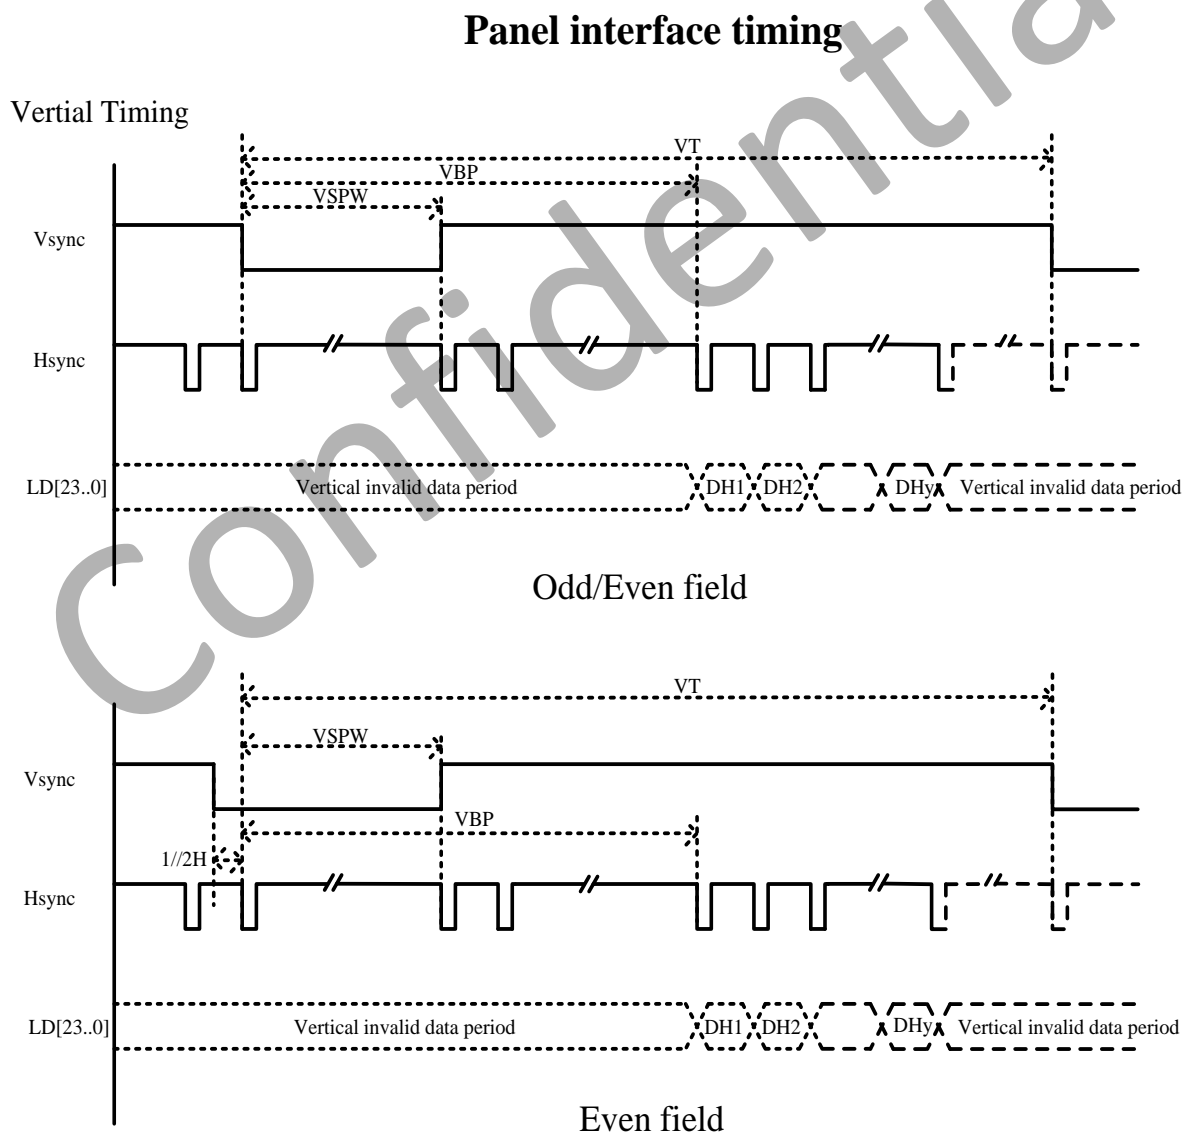 Panel interface timing
Vertial Timing
VT
VBP
VSPW
Vsync
Hsync
LD[23..0]
Vertical invalid data period
DH1
DH2
DHy
Vertical invalid data period
Odd/Even field
VT
VSPW
Vsync
VBP
1//2H
Hsync
LD[23..0]
Vertical invalid data period
DH1
DH2
DHy
Vertical invalid data period
Even field
Confidentia